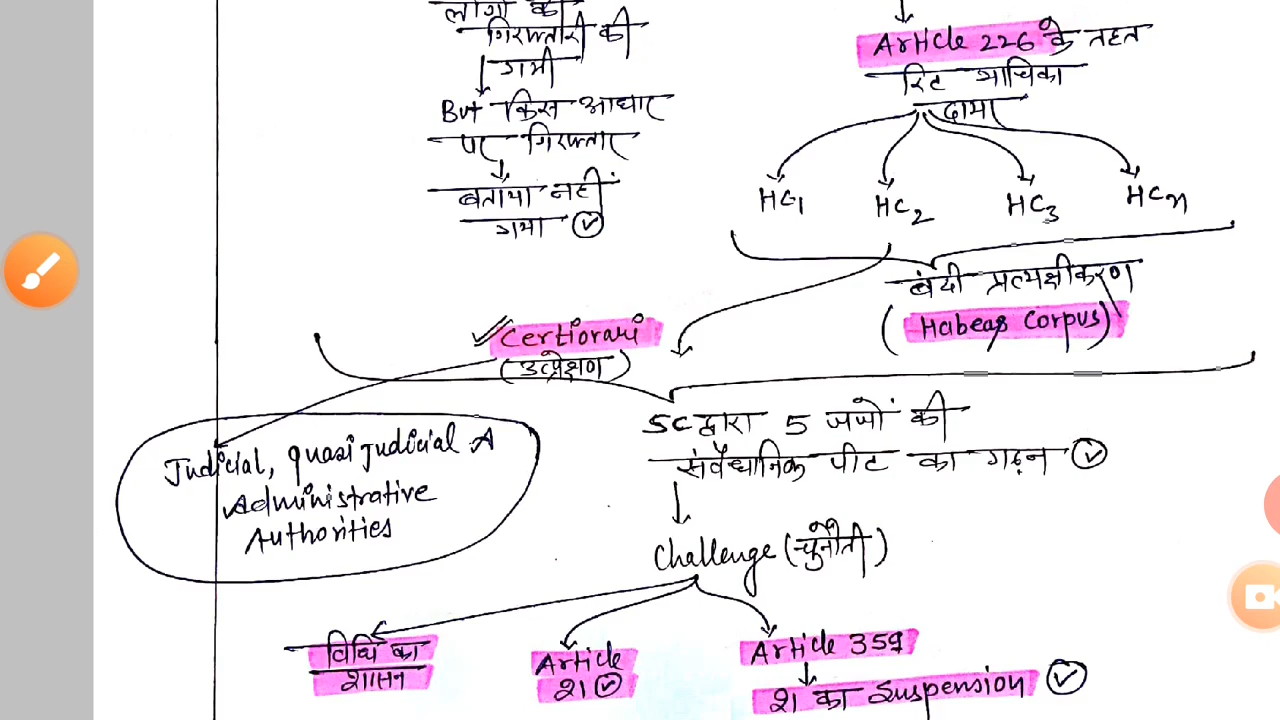 लोगों की
गिरफ्तारी की
गयी
But किस आधार
पर गिरफ्तार
बताया नहीं
गया
Article 226 के तहत
रिट याचिका
दायर
HC1 HC2 HC3 HCn
बंदी प्रत्यक्षीकरण
(Habeas Corpus)
Certiorari
(उत्प्रेषण)
Judicial, quasi judicial A
Administrative
Authorities
SC द्वारा 5 जजों की
संवैधानिक पीठ का गठन
Challenge (चुनौती)
विधि का
शासन
Article
21
Article 359
21 का Suspension